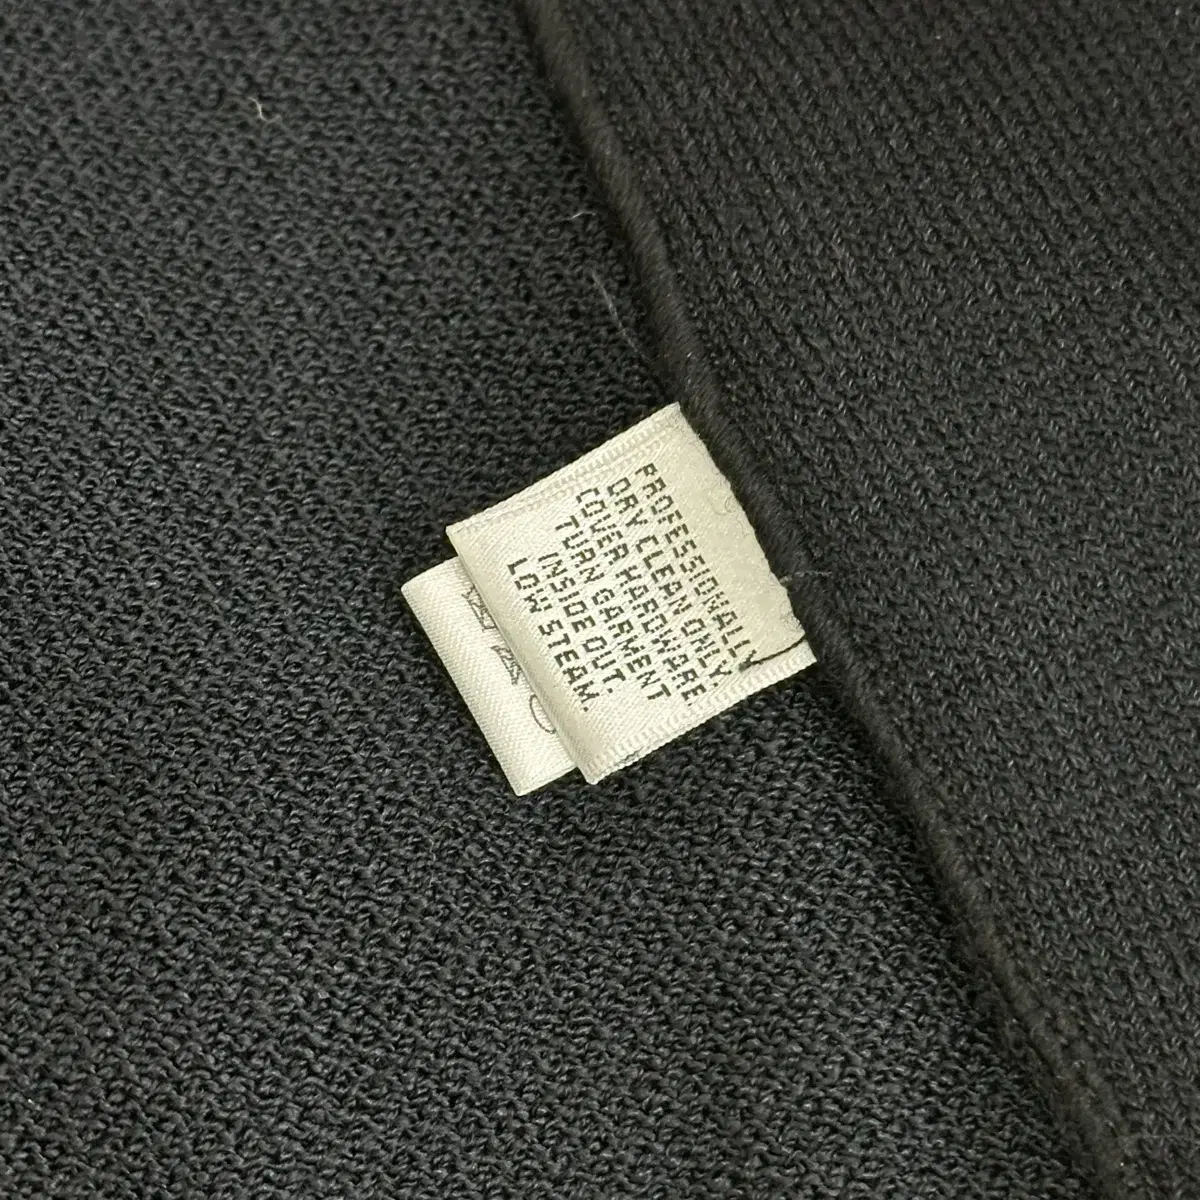 PROFESSIONALLY
DRY CLEAN ONLY
COVER HARDWARE.
TURN GARMENT
INSIDE OUT.
LOW STEAM.